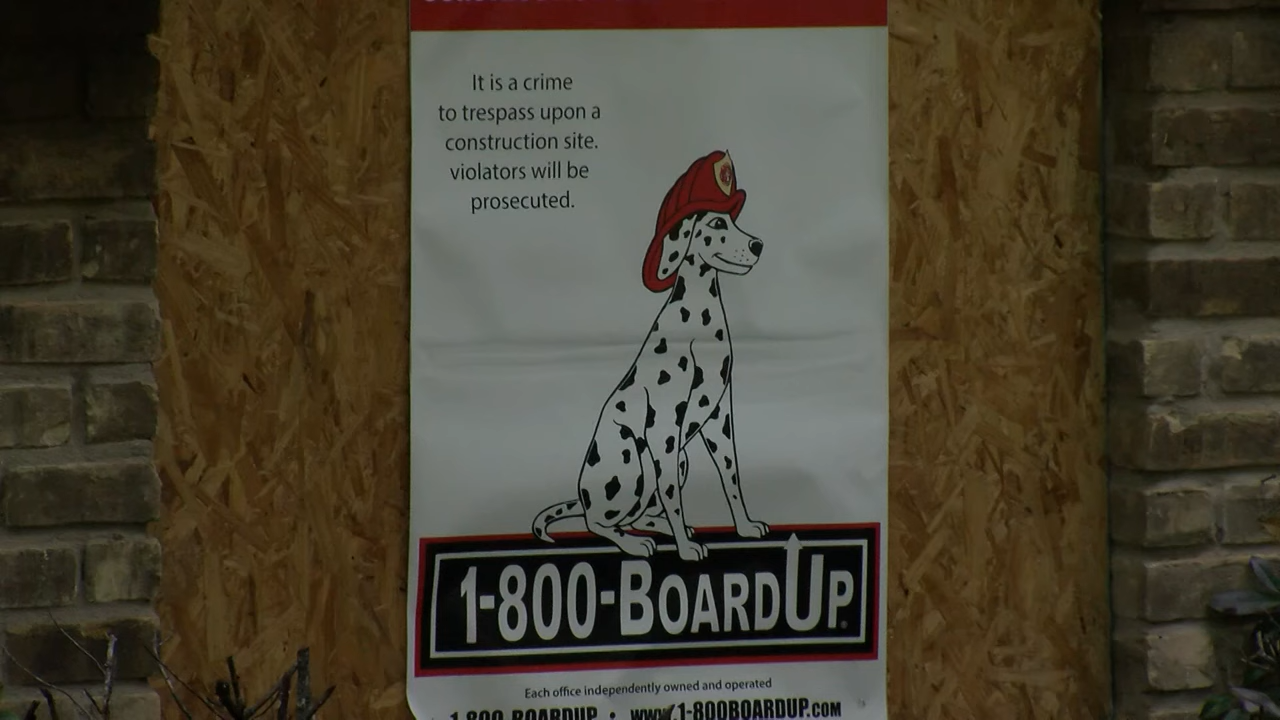 It is a crime
to trespass upon a
construction site.
violators will be
prosecuted.
1-800-BOARDUP®
Each office independently owned and operated
1-800-BOARDUP • WWW.1-800BOARDUP.COM